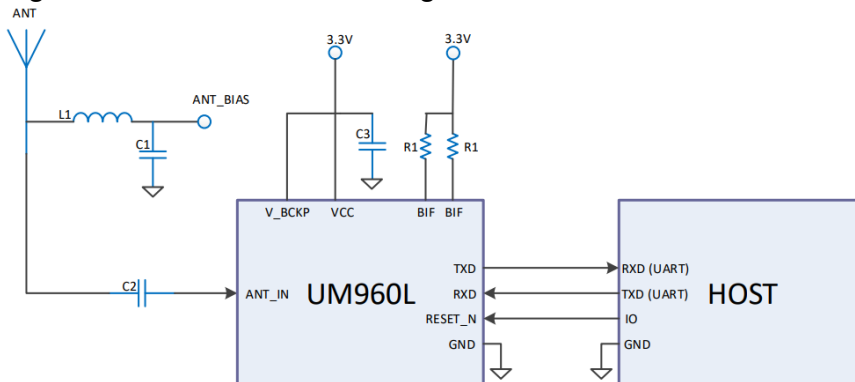 ANT
3.3V
3.3V
ANT_BIAS
L1
C1
C3
R1
R1
V_BCKP
VCC
BIF
BIF
C2
ANT_IN
UM960L
TXD
RXD
RESET_N
GND
RXD (UART)
TXD (UART)
IO
GND
HOST